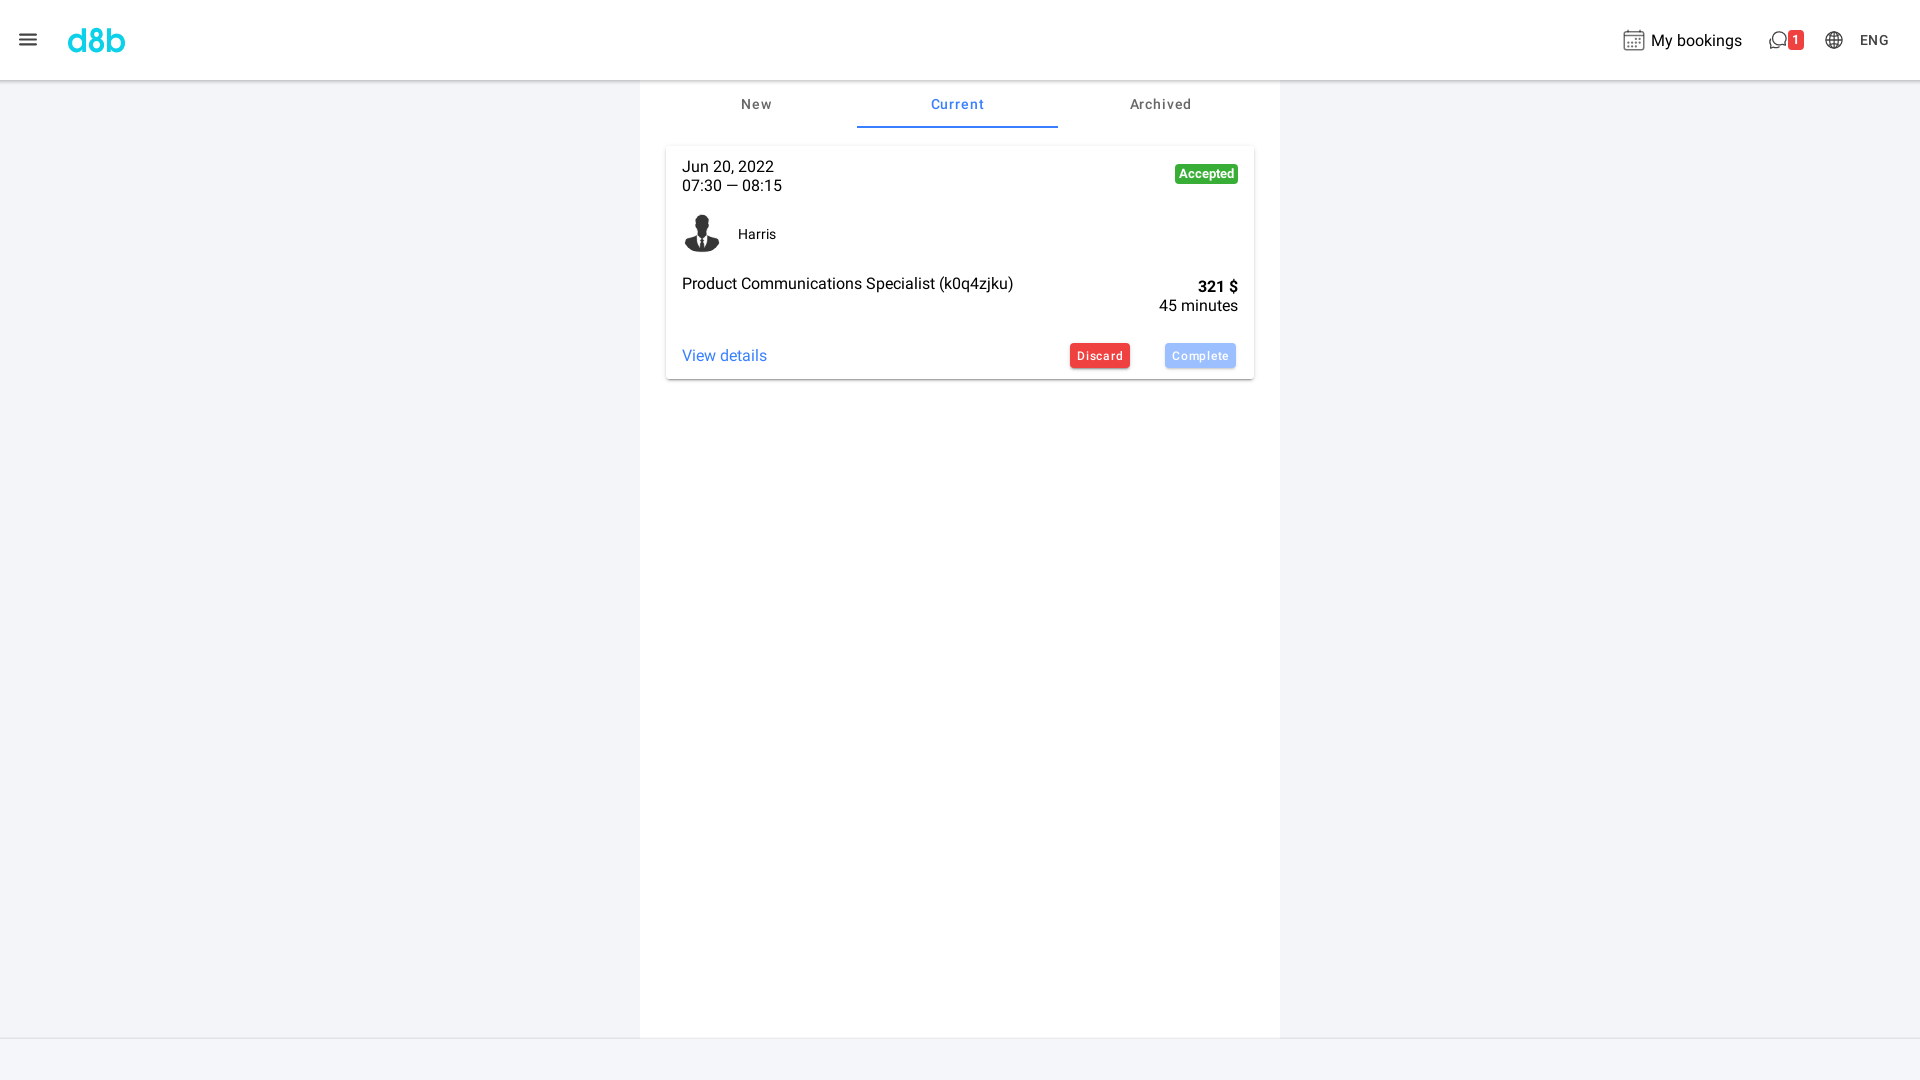 d8b
My bookings
1
ENG
New
Current
Archived
Jun 20, 2022
07:30 — 08:15
Accepted
Harris
Product Communications Specialist (k0q4zjku)
321 $
45 minutes
View details
Discard
Complete